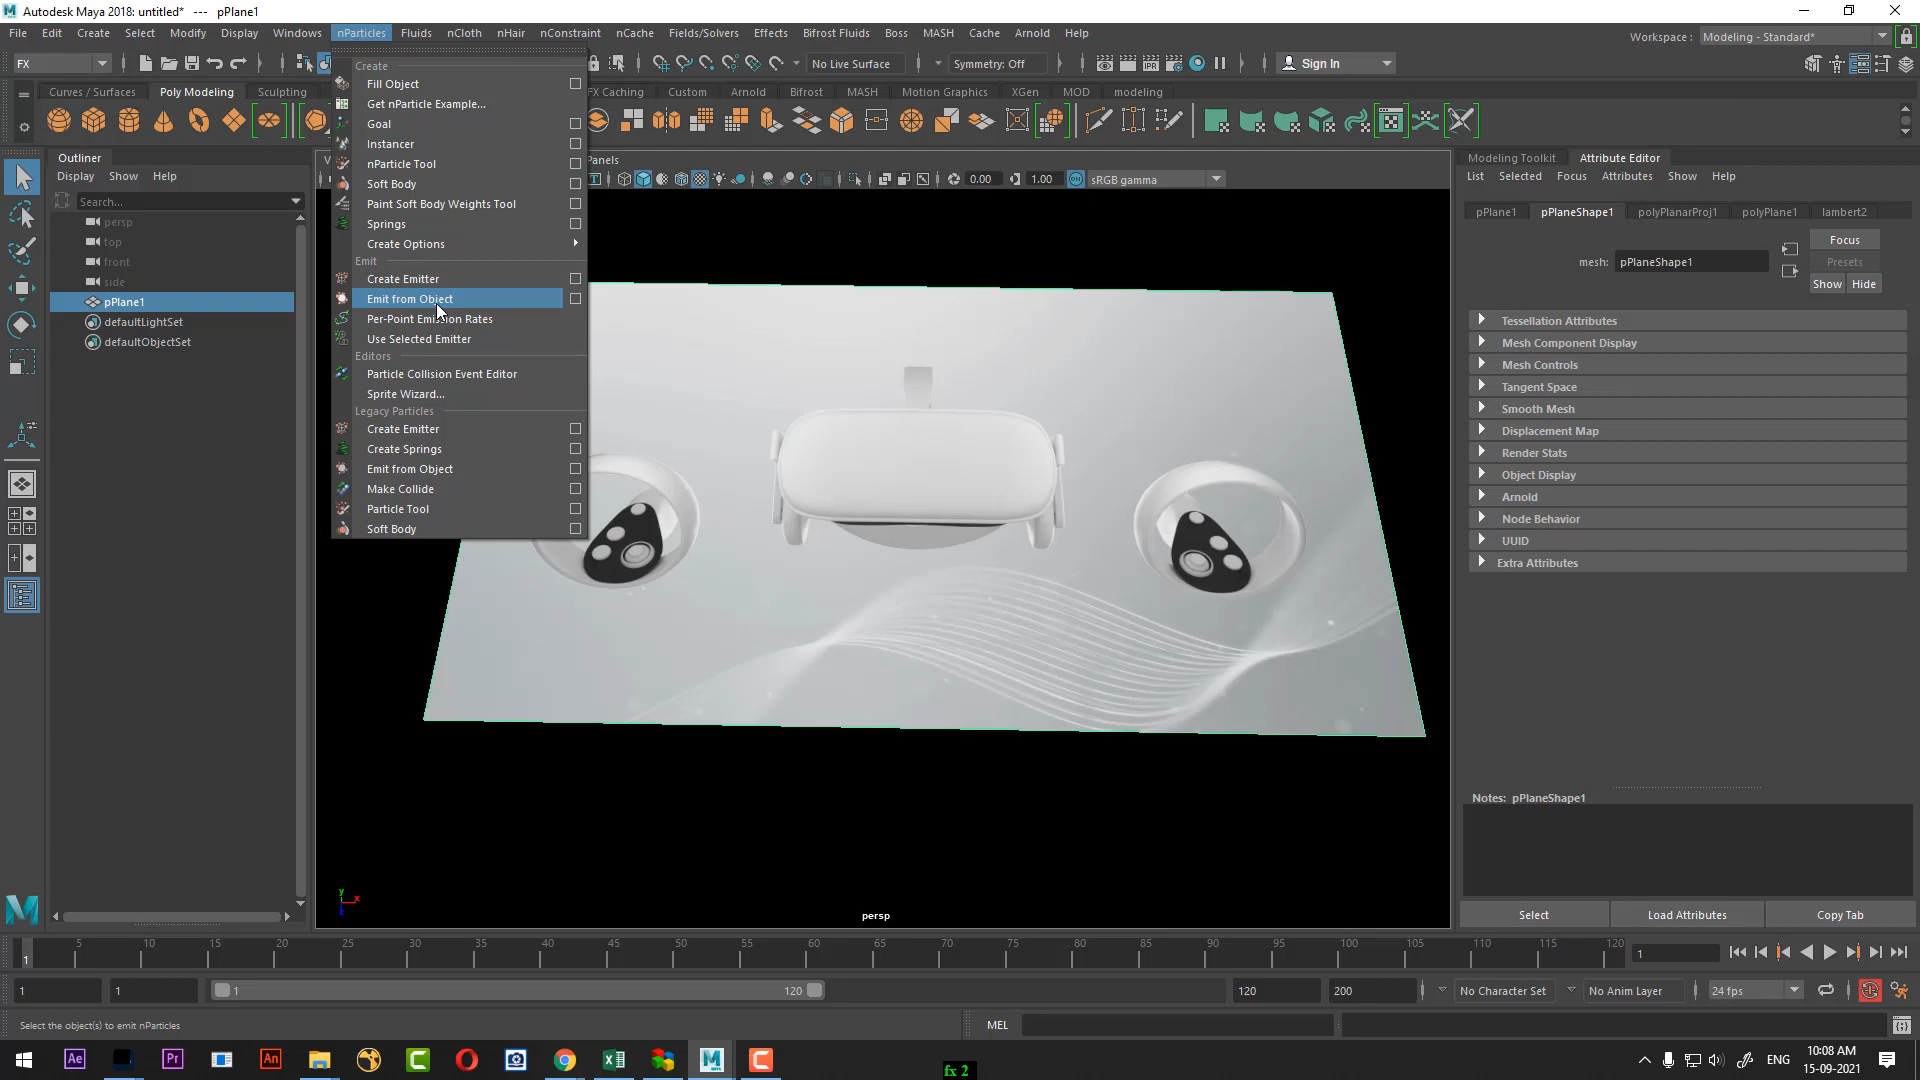 Autodesk Maya 2018: untitled* --- pPlane1
File Edit Create Select Modify Display Windows nParticles Fluids nCloth nHair nConstraint nCache Fields/Solvers Effects Bifrost Fluids Boss MASH Cache Arnold Help Workspace : Modeling - Standard*
FX No Live Surface Symmetry: Off Sign In
Curves / Surfaces Poly Modeling Sculpting FX Caching Custom Arnold Bifrost MASH Motion Graphics XGen MOD modeling
Create
Fill Object
Get nParticle Example...
Goal
Instancer
nParticle Tool
Soft Body
Paint Soft Body Weights Tool
Springs
Create Options
Emit
Create Emitter
Emit from Object
Per-Point Emission Rates
Use Selected Emitter
Editors
Particle Collision Event Editor
Sprite Wizard...
Legacy Particles
Create Emitter
Create Springs
Emit from Object
Make Collide
Particle Tool
Soft Body
Outliner
Display Show Help
Search...
persp
top
front
side
pPlane1
defaultLightSet
defaultObjectSet
V Panels
0.00 1.00 sRGB gamma
persp
y
x
Modeling Toolkit Attribute Editor
List Selected Focus Attributes Show Help
pPlane1 pPlaneShape1 polyPlanarProj1 polyPlane1 lambert2
mesh: pPlaneShape1
Focus
Presets
Show Hide
Tessellation Attributes
Mesh Component Display
Mesh Controls
Tangent Space
Smooth Mesh
Displacement Map
Render Stats
Object Display
Arnold
Node Behavior
UUID
Extra Attributes
Notes: pPlaneShape1
Select Load Attributes Copy Tab
1 5 10 15 20 25 30 35 40 45 50 55 60 65 70 75 80 85 90 95 100 105 110 115 120 1
1 1 1 120 120 200 No Character Set No Anim Layer 24 fps
Select the object(s) to emit nParticles MEL
Ae Pr An fx 2 ENG
10:08 AM
15-09-2021